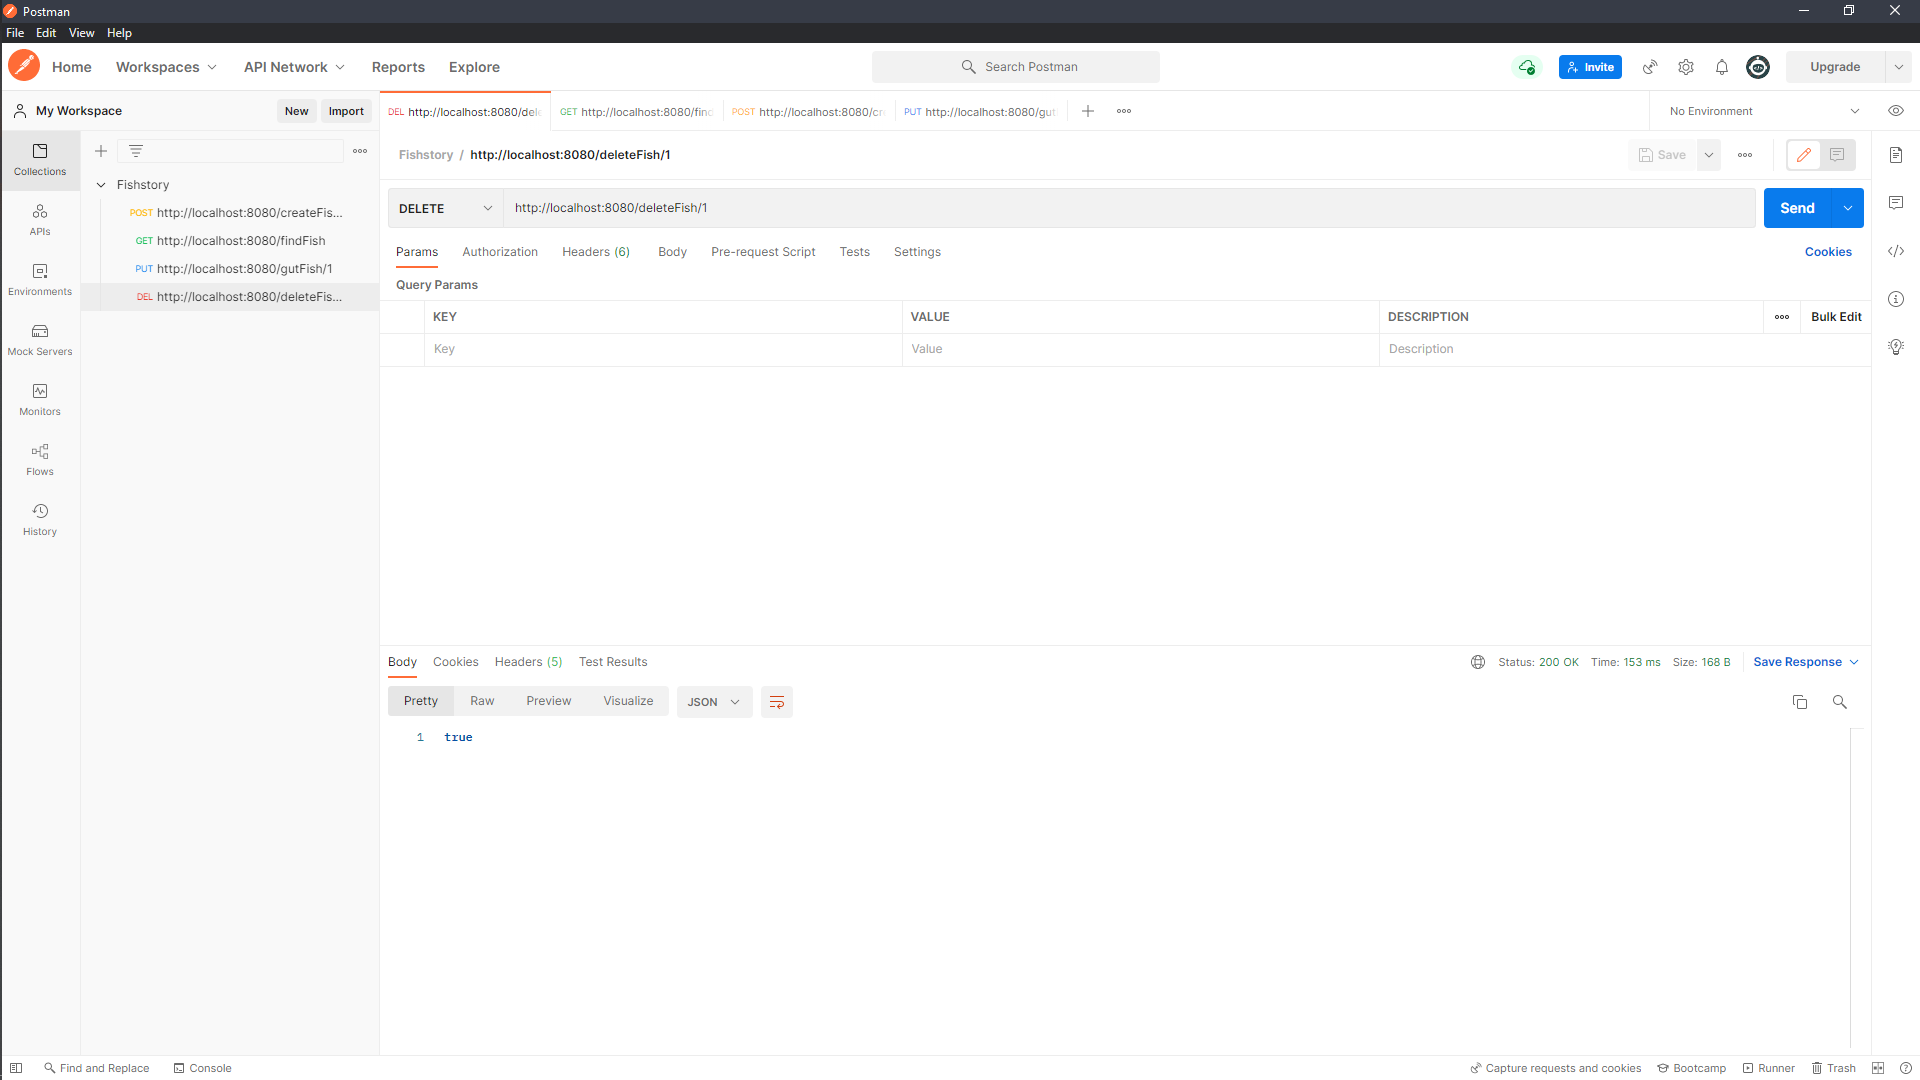 Postman
File Edit View Help
Home Workspaces API Network Reports Explore Search Postman Invite Upgrade
My Workspace New Import DEL http://localhost:8080/del GET http://localhost:8080/find POST http://localhost:8080/cr PUT http://localhost:8080/gut No Environment
Fishstory / http://localhost:8080/deleteFish/1 Save
Collections
Fishstory
POST http://localhost:8080/createFis...
GET http://localhost:8080/findFish
PUT http://localhost:8080/gutFish/1
DEL http://localhost:8080/deleteFis...
APIs
Environments
Mock Servers
Monitors
Flows
History
DELETE http://localhost:8080/deleteFish/1 Send
Params Authorization Headers (6) Body Pre-request Script Tests Settings Cookies
Query Params
KEY VALUE DESCRIPTION Bulk Edit
Key Value Description
Body Cookies Headers (5) Test Results Status: 200 OK Time: 153 ms Size: 168 B Save Response
Pretty Raw Preview Visualize JSON
1 true
Find and Replace Console Capture requests and cookies Bootcamp Runner Trash